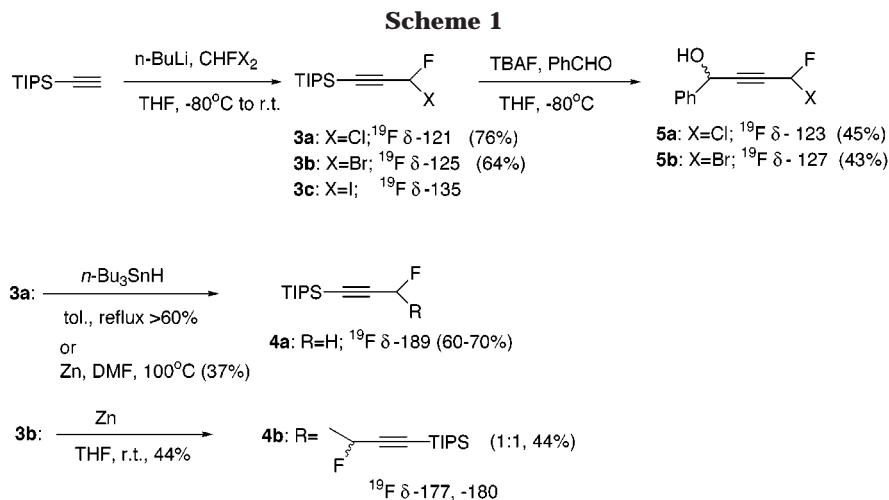 Scheme 1
n-BuLi, CHFX₂
THF, -80°C to r.t.
TIPS
TIPS
F
X
TBAF, PhCHO
THF, -80°C
HO
Ph
F
X
3a: X=Cl; ¹⁹F δ -121 (76%)
3b: X=Br; ¹⁹F δ -125 (64%)
3c: X=I; ¹⁹F δ -135
5a: X=Cl; ¹⁹F δ - 123 (45%)
5b: X=Br; ¹⁹F δ - 127 (43%)
3a:
n-Bu₃SnH
tol., reflux >60%
or
Zn, DMF, 100°C (37%)
TIPS
F
R
4a: R=H; ¹⁹F δ -189 (60-70%)
3b:
Zn
THF, r.t., 44%
4b: R=
F
TIPS
(1:1, 44%)
¹⁹F δ -177, -180